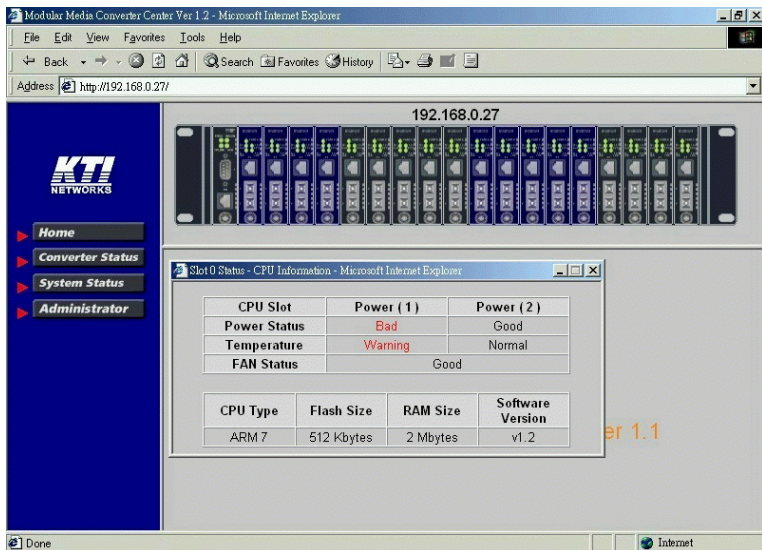 Modular Media Converter Center Ver 1.2 - Microsoft Internet Explorer
File Edit View Favorites Tools Help
Back Search Favorites History
Address http://192.168.0.27/
192.168.0.27
KTI
NETWORKS
Home
Converter Status
System Status
Administrator
Slot 0 Status - CPU Information - Microsoft Internet Explorer
CPU Slot Power ( 1 ) Power ( 2 )
Power Status Bad Good
Temperature Warning Normal
FAN Status Good
CPU Type Flash Size RAM Size Software Version
ARM 7 512 Kbytes 2 Mbytes v1.2
er 1.1
Done Internet